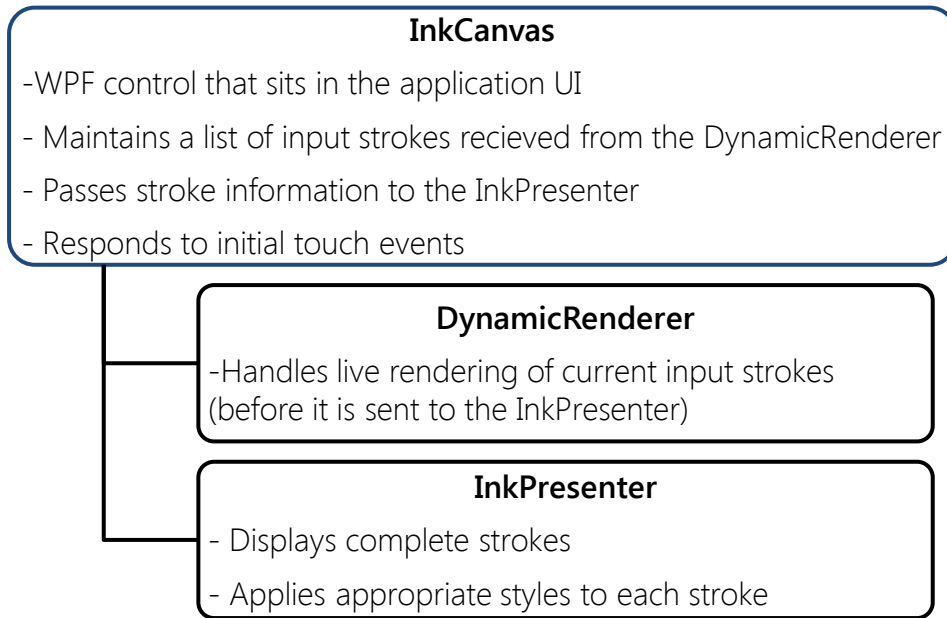 InkCanvas
-WPF control that sits in the application UI
- Maintains a list of input strokes recieved from the DynamicRenderer
- Passes stroke information to the InkPresenter
- Responds to initial touch events
DynamicRenderer
-Handles live rendering of current input strokes
(before it is sent to the InkPresenter)
InkPresenter
- Displays complete strokes
- Applies appropriate styles to each stroke